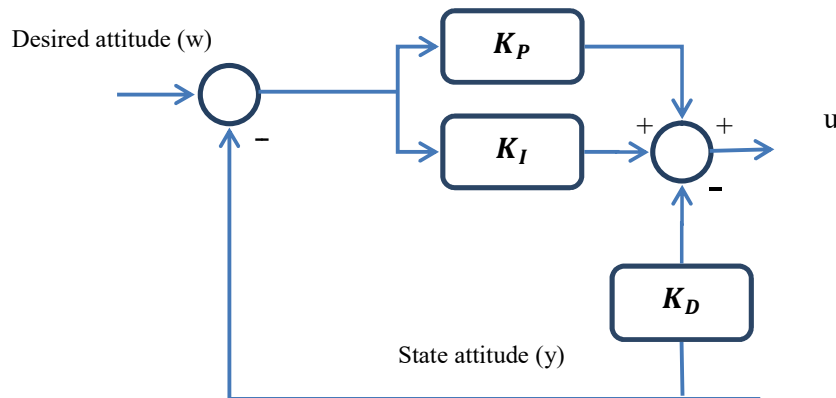 Desired attitude (w)
K_P
+ +
u
−
K_I
−
K_D
State attitude (y)